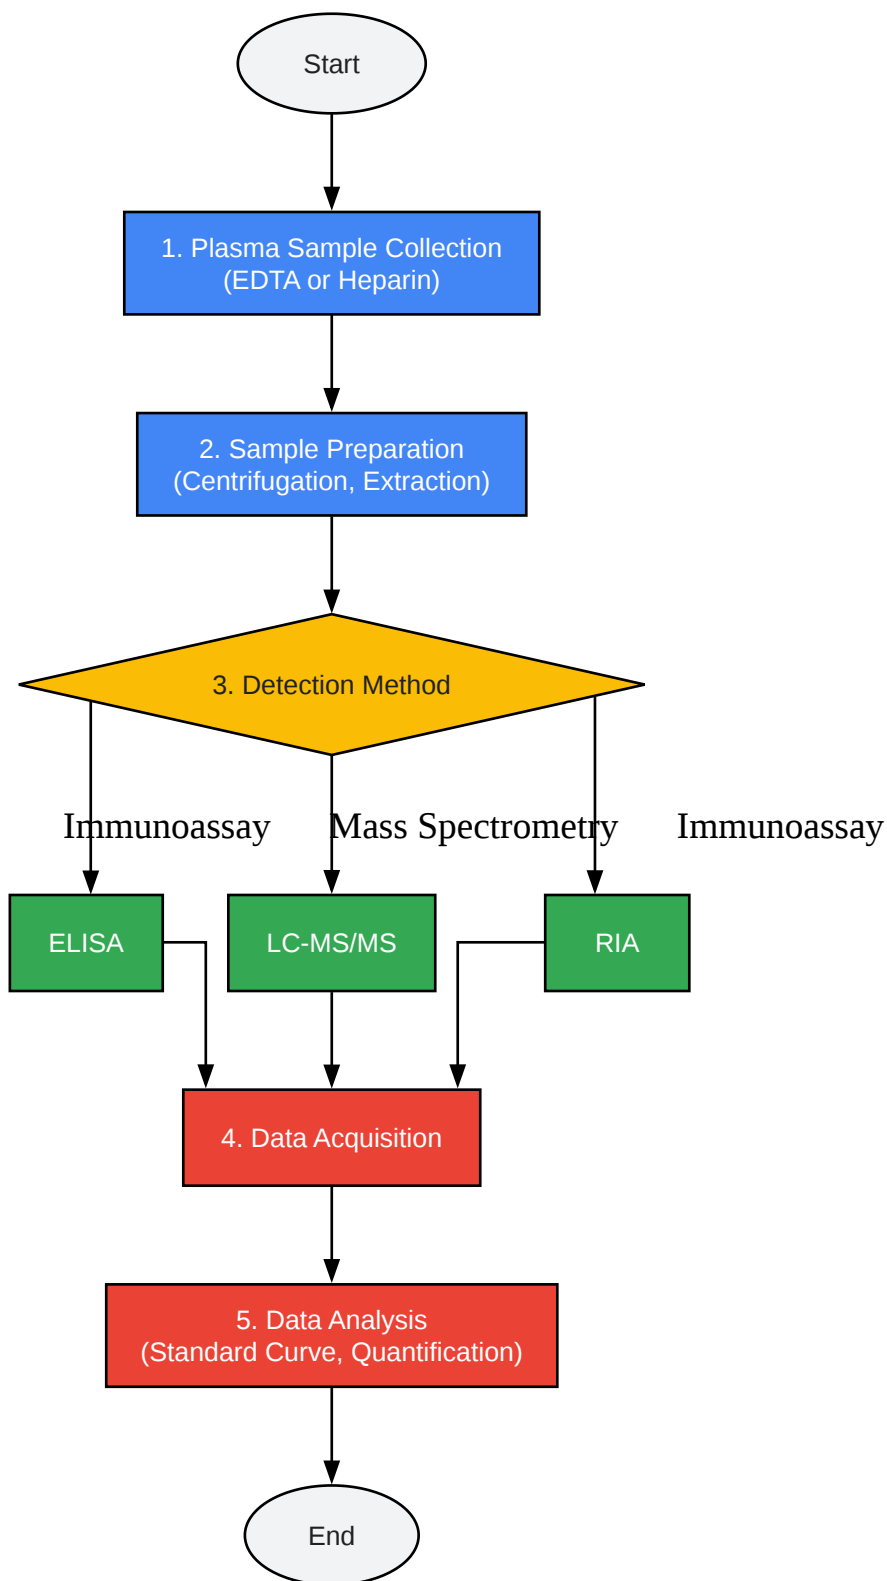 Start
1. Plasma Sample Collection
(EDTA or Heparin)
2. Sample Preparation
(Centrifugation, Extraction)
3. Detection Method
Immunoassay
Mass Spectrometry
Immunoassay
ELISA
LC-MS/MS
RIA
4. Data Acquisition
5. Data Analysis
(Standard Curve, Quantification)
End